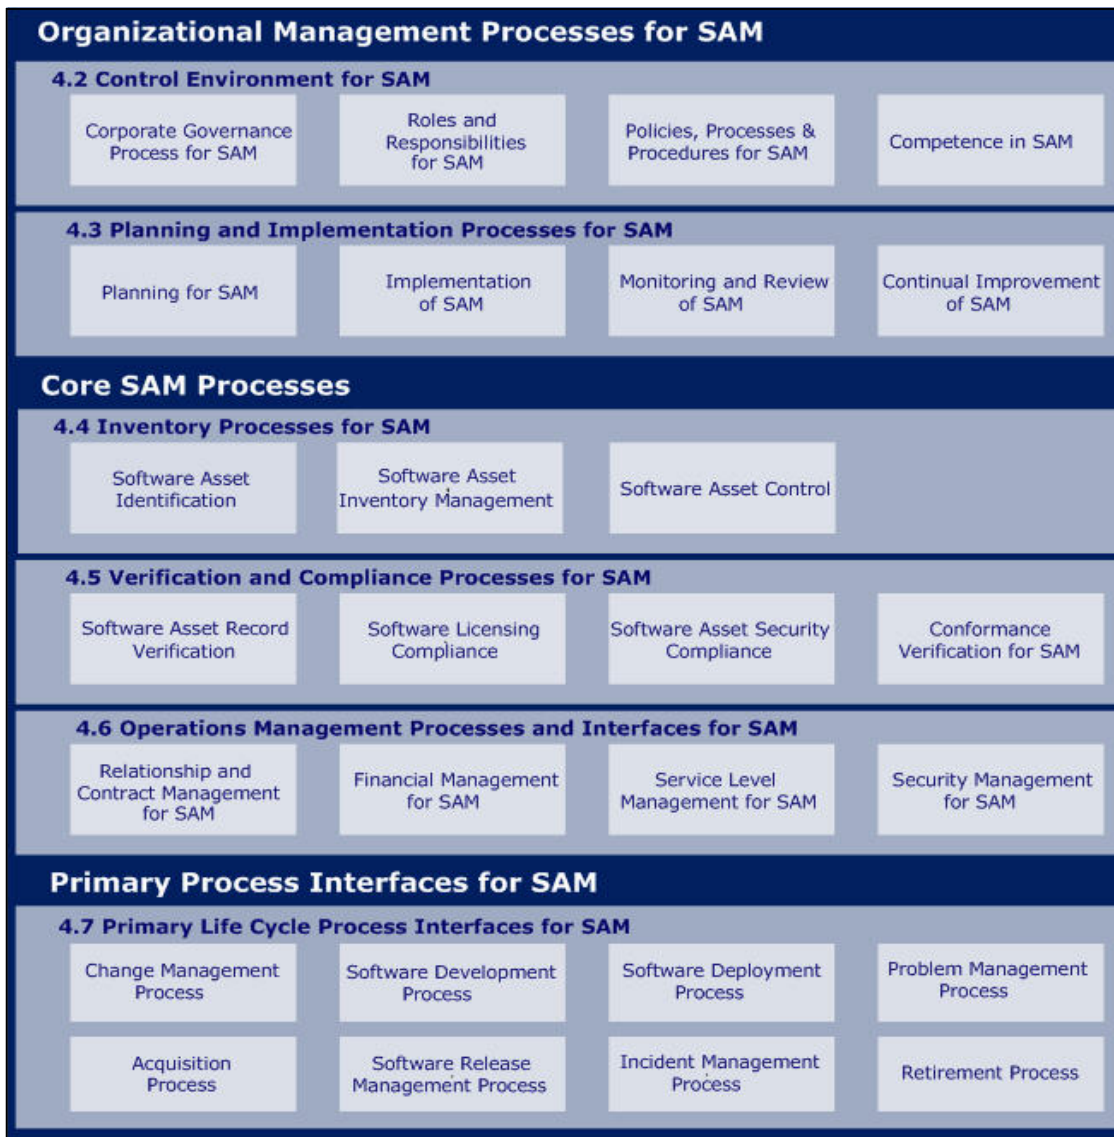 Organizational Management Processes for SAM
4.2 Control Environment for SAM
Corporate Governance
Process for SAM
Roles and
Responsibilities
for SAM
Policies, Processes &
Procedures for SAM
Competence in SAM
4.3 Planning and Implementation Processes for SAM
Planning for SAM
Implementation
of SAM
Monitoring and Review
of SAM
Continual Improvement
of SAM
Core SAM Processes
4.4 Inventory Processes for SAM
Software Asset
Identification
Software Asset
Inventory Management
Software Asset Control
4.5 Verification and Compliance Processes for SAM
Software Asset Record
Verification
Software Licensing
Compliance
Software Asset Security
Compliance
Conformance
Verification for SAM
4.6 Operations Management Processes and Interfaces for SAM
Relationship and
Contract Management
for SAM
Financial Management
for SAM
Service Level
Management for SAM
Security Management
for SAM
Primary Process Interfaces for SAM
4.7 Primary Life Cycle Process Interfaces for SAM
Change Management
Process
Software Development
Process
Software Deployment
Process
Problem Management
Process
Acquisition
Process
Software Release
Management Process
Incident Management
Process
Retirement Process